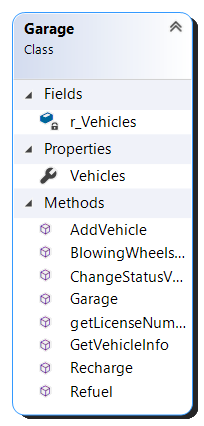 Garage
Class
Fields
r_Vehicles
Properties
Vehicles
Methods
AddVehicle
BlowingWheels...
ChangeStatusV...
Garage
getLicenseNum...
GetVehicleInfo
Recharge
Refuel